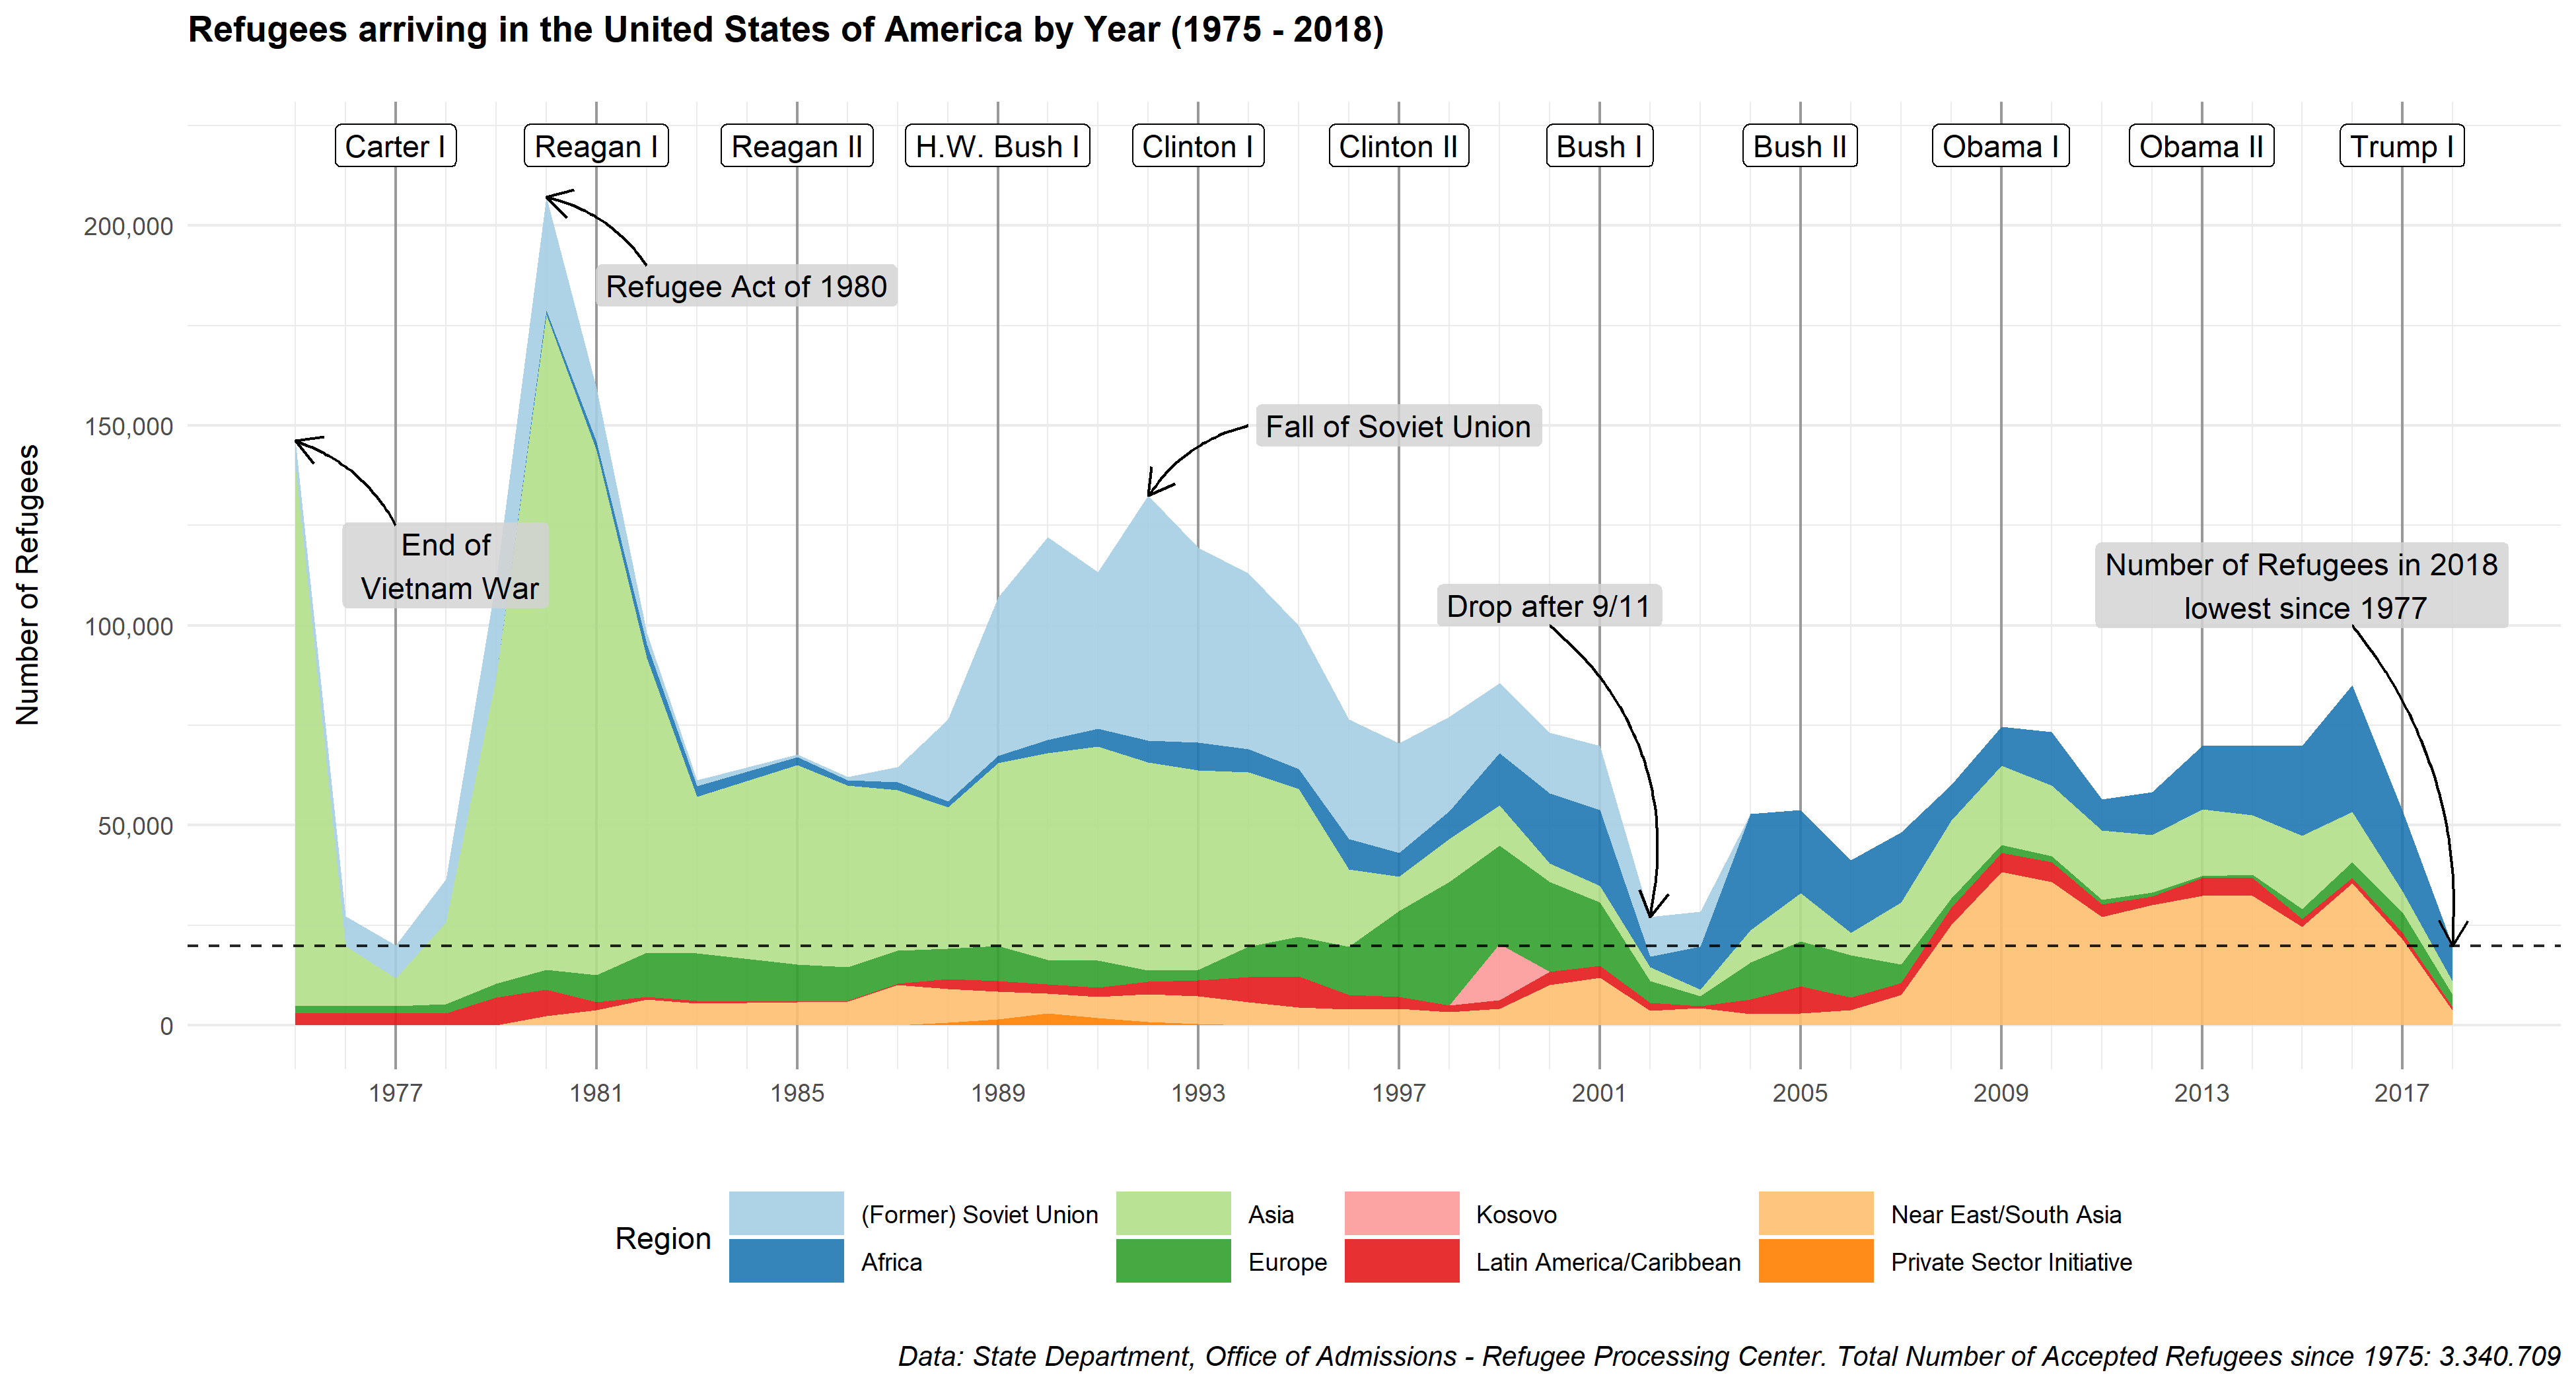 Refugees arriving in the United States of America by Year (1975 - 2018)
Carter I
Reagan I
Reagan II
H.W. Bush I
Clinton I
Clinton II
Bush I
Bush II
Obama I
Obama II
Trump I
Number of Refugees
200,000
150,000
100,000
50,000
0
Refugee Act of 1980
Fall of Soviet Union
End of
Vietnam War
Drop after 9/11
Number of Refugees in 2018
lowest since 1977
1977
1981
1985
1989
1993
1997
2001
2005
2009
2013
2017
Region
(Former) Soviet Union
Africa
Asia
Europe
Kosovo
Latin America/Caribbean
Near East/South Asia
Private Sector Initiative
Data: State Department, Office of Admissions - Refugee Processing Center. Total Number of Accepted Refugees since 1975: 3.340.709